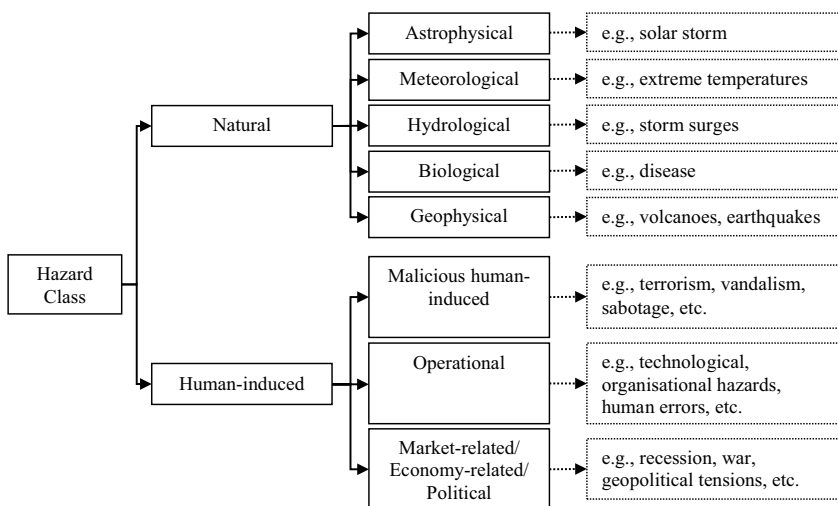 Astrophysical
e.g., solar storm
Meteorological
e.g., extreme temperatures
Natural
Hydrological
e.g., storm surges
Biological
e.g., disease
Geophysical
e.g., volcanoes, earthquakes
Hazard
Class
Malicious human-
induced
e.g., terrorism, vandalism,
sabotage, etc.
Human-induced
Operational
e.g., technological,
organisational hazards,
human errors, etc.
Market-related/
Economy-related/
Political
e.g., recession, war,
geopolitical tensions, etc.